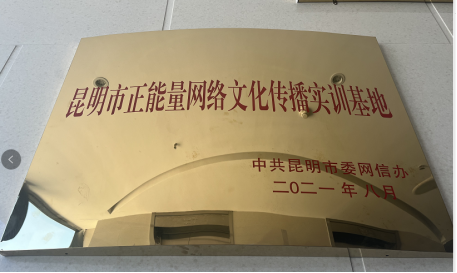 昆明市正能量网络文化传播实训基地
中共昆明市委网信办
二〇二一年八月